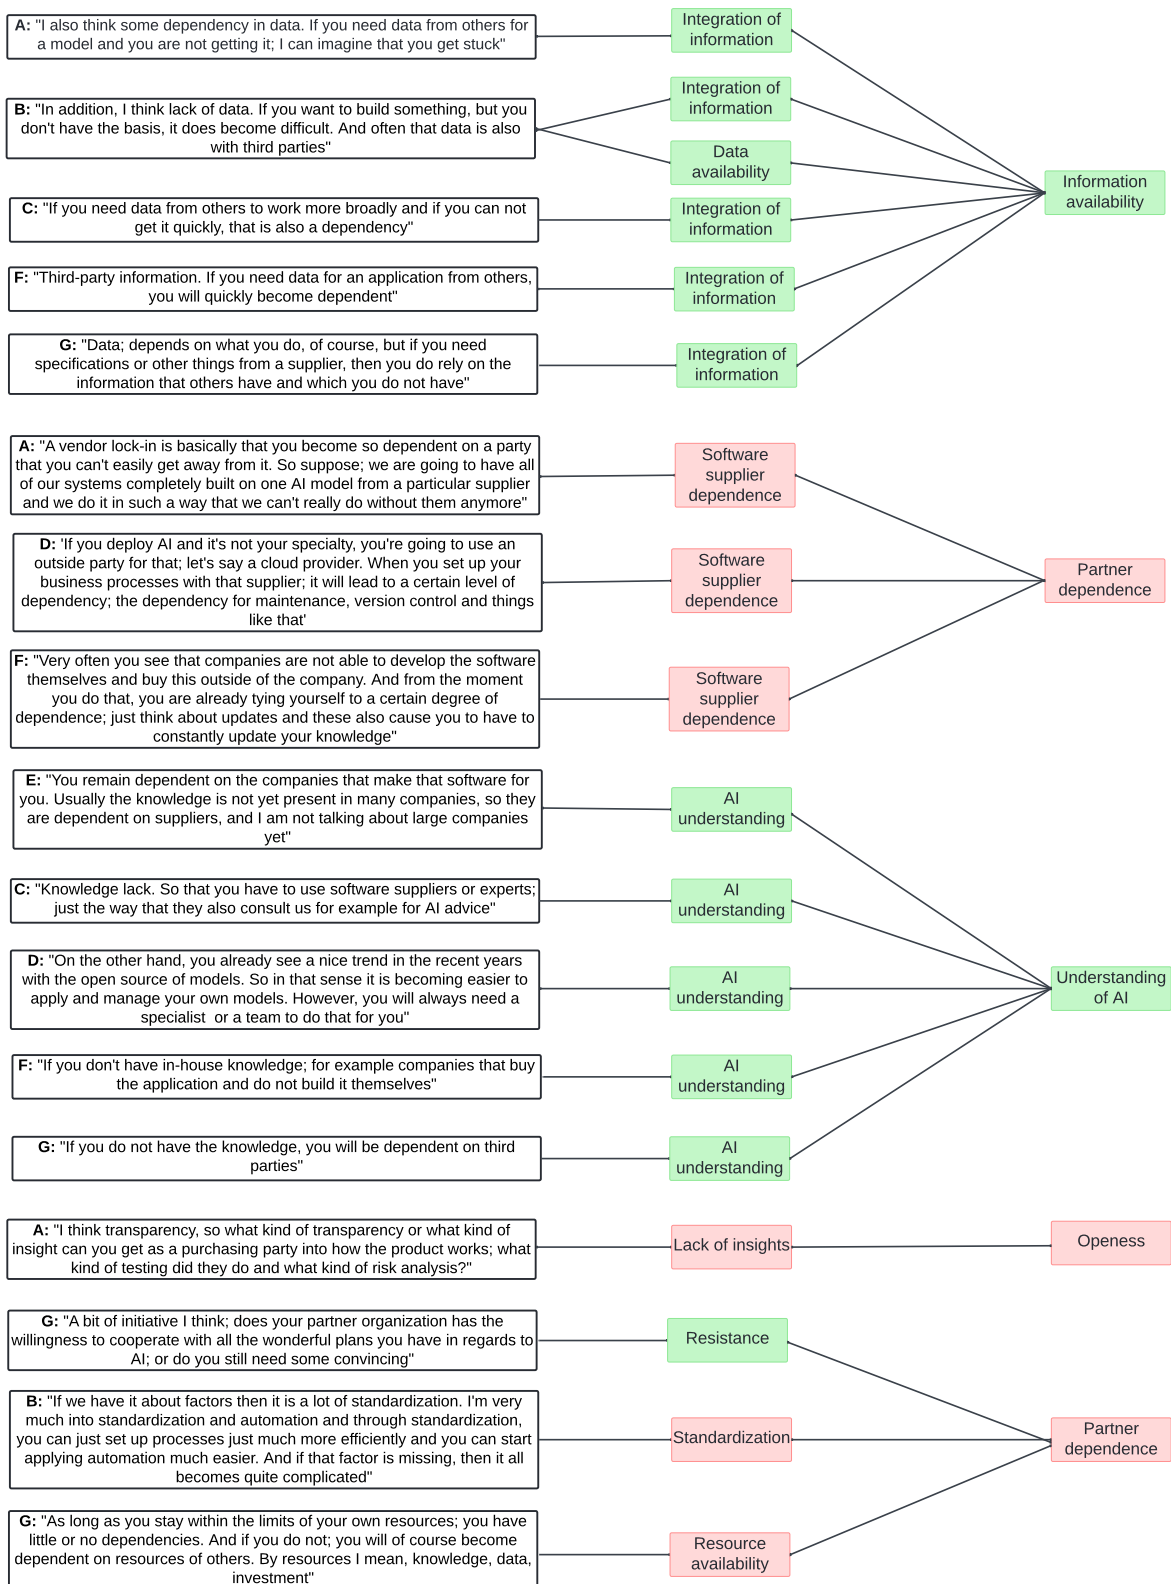 A: "I also think some dependency in data. If you need data from others for
a model and you are not getting it; I can imagine that you get stuck"
Integration of
information
B: "In addition, I think lack of data. If you want to build something, but you
don't have the basis, it does become difficult. And often that data is also
with third parties"
Integration of
information
Data
availability
C: "If you need data from others to work more broadly and if you can not
get it quickly, that is also a dependency"
Integration of
information
F: "Third-party information. If you need data for an application from others,
you will quickly become dependent"
Integration of
information
G: "Data; depends on what you do, of course, but if you need
specifications or other things from a supplier, then you do rely on the
information that others have and which you do not have"
Integration of
information
Information
availability
A: "A vendor lock-in is basically that you become so dependent on a party
that you can't easily get away from it. So suppose; we are going to have all
of our systems completely built on one AI model from a particular supplier
and we do it in such a way that we can't really do without them anymore"
Software
supplier
dependence
D: 'If you deploy AI and it's not your specialty, you're going to use an
outside party for that; let's say a cloud provider. When you set up your
business processes with that supplier; it will lead to a certain level of
dependency; the dependency for maintenance, version control and things
like that'
Software
supplier
dependence
F: "Very often you see that companies are not able to develop the software
themselves and buy this outside of the company. And from the moment
you do that, you are already tying yourself to a certain degree of
dependence; just think about updates and these also cause you to have to
constantly update your knowledge"
Software
supplier
dependence
Partner
dependence
E: "You remain dependent on the companies that make that software for
you. Usually the knowledge is not yet present in many companies, so they
are dependent on suppliers, and I am not talking about large companies
yet"
AI
understanding
C: "Knowledge lack. So that you have to use software suppliers or experts;
just the way that they also consult us for example for AI advice"
AI
understanding
D: "On the other hand, you already see a nice trend in the recent years
with the open source of models. So in that sense it is becoming easier to
apply and manage your own models. However, you will always need a
specialist  or a team to do that for you"
AI
understanding
F: "If you don't have in-house knowledge; for example companies that buy
the application and do not build it themselves"
AI
understanding
G: "If you do not have the knowledge, you will be dependent on third
parties"
AI
understanding
Understanding
of AI
A: "I think transparency, so what kind of transparency or what kind of
insight can you get as a purchasing party into how the product works; what
kind of testing did they do and what kind of risk analysis?"
Lack of insights
Openess
G: "A bit of initiative I think; does your partner organization has the
willingness to cooperate with all the wonderful plans you have in regards to
AI; or do you still need some convincing"
Resistance
B: "If we have it about factors then it is a lot of standardization. I'm very
much into standardization and automation and through standardization,
you can just set up processes just much more efficiently and you can start
applying automation much easier. And if that factor is missing, then it all
becomes quite complicated"
Standardization
G: "As long as you stay within the limits of your own resources; you have
little or no dependencies. And if you do not; you will of course become
dependent on resources of others. By resources I mean, knowledge, data,
investment"
Resource
availability
Partner
dependence